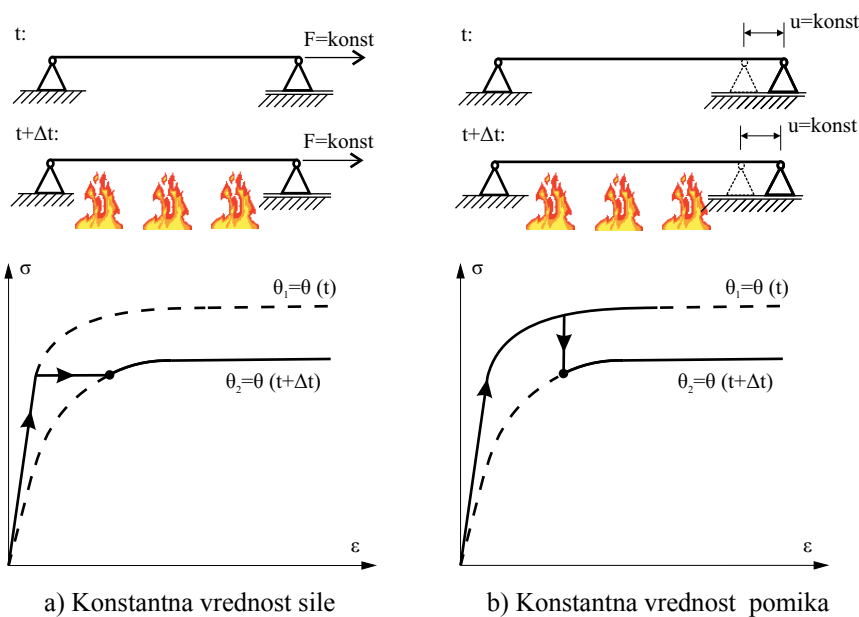 t:
F=konst
t+Δt:
F=konst
σ
θ₁=θ (t)
θ₂=θ (t+Δt)
ε
a) Konstantna vrednost sile
t:
u=konst
t+Δt:
u=konst
σ
θ₁=θ (t)
θ₂=θ (t+Δt)
ε
b) Konstantna vrednost pomika